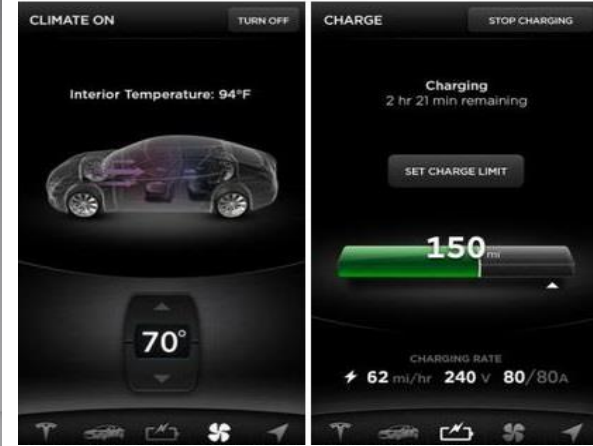 CLIMATE ON
TURN OFF
Interior Temperature: 94°F
70°
CHARGE
STOP CHARGING
Charging
2 hr 21 min remaining
SET CHARGE LIMIT
150 mi
CHARGING RATE
62 mi/hr 240 V 80/80A